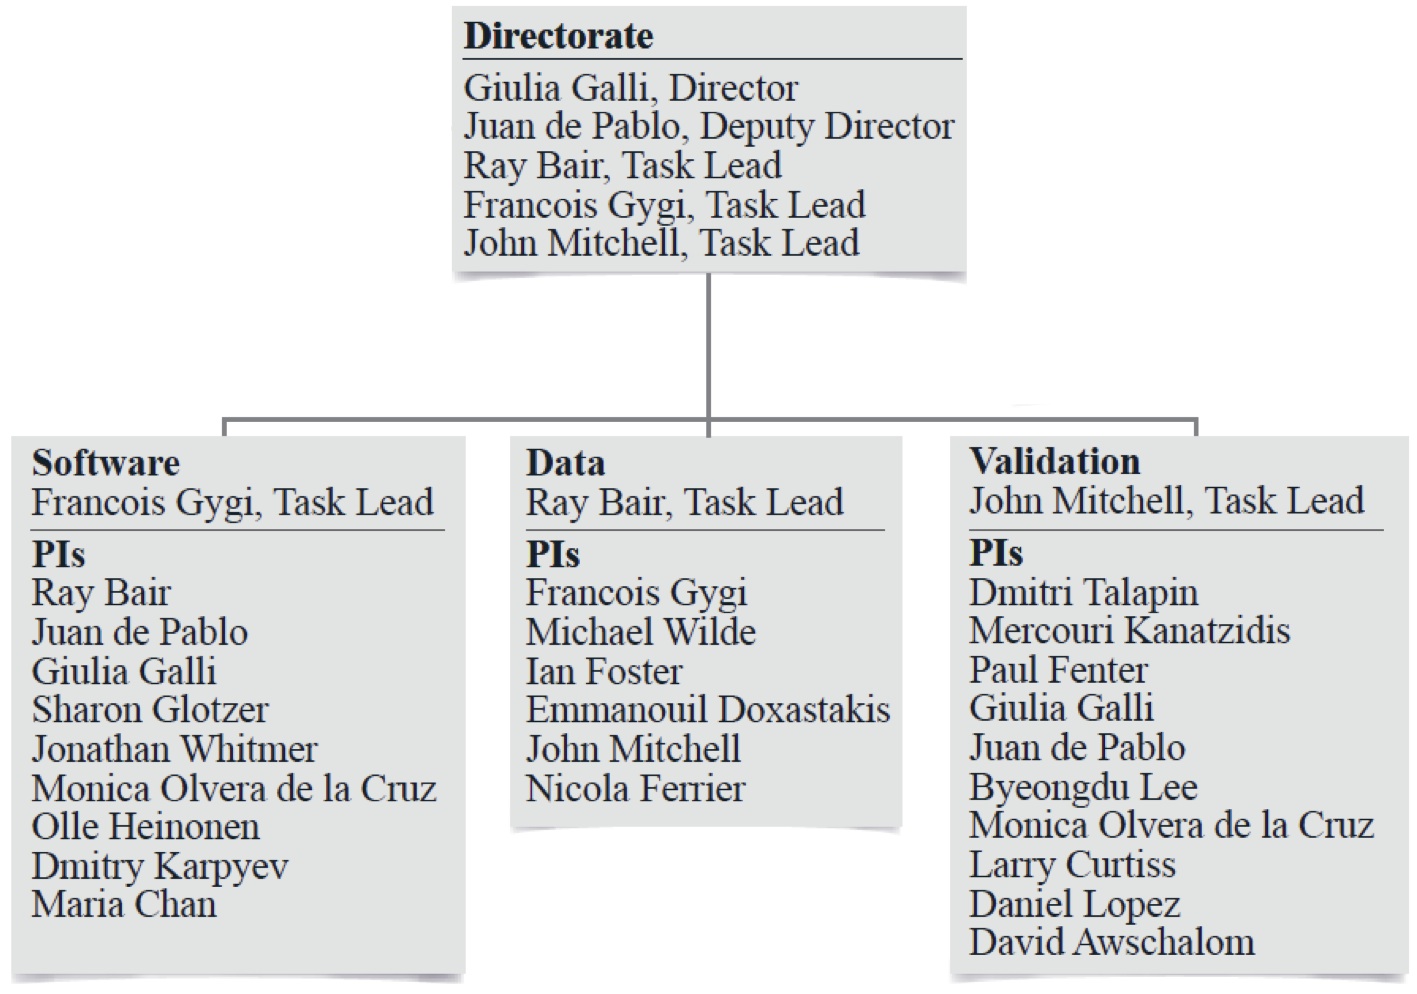 Directorate
Giulia Galli, Director
Juan de Pablo, Deputy Director
Ray Bair, Task Lead
Francois Gygi, Task Lead
John Mitchell, Task Lead
Software
Francois Gygi, Task Lead
PIs
Ray Bair
Juan de Pablo
Giulia Galli
Sharon Glotzer
Jonathan Whitmer
Monica Olvera de la Cruz
Olle Heinonen
Dmitry Karpyev
Maria Chan
Data
Ray Bair, Task Lead
PIs
Francois Gygi
Michael Wilde
Ian Foster
Emmanouil Doxastakis
John Mitchell
Nicola Ferrier
Validation
John Mitchell, Task Lead
PIs
Dmitri Talapin
Mercouri Kanatzidis
Paul Fenter
Giulia Galli
Juan de Pablo
Byeongdu Lee
Monica Olvera de la Cruz
Larry Curtiss
Daniel Lopez
David Awschalom